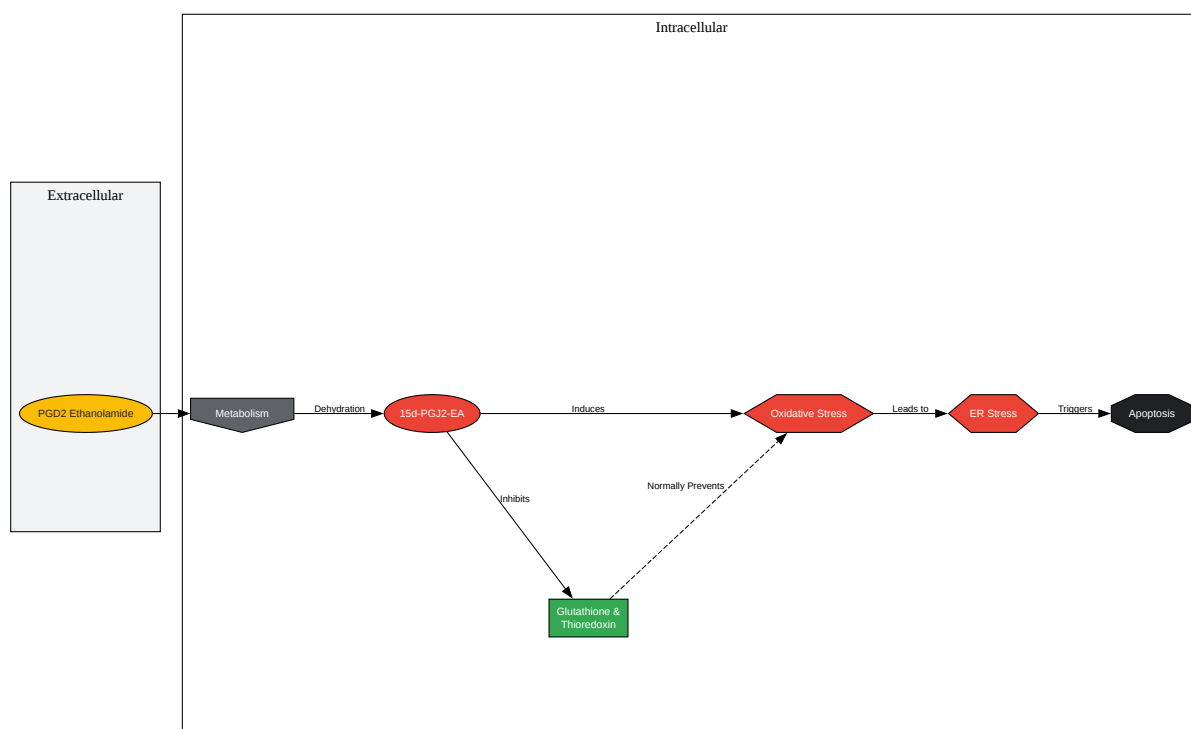 Intracellular
Extracellular
PGD2 Ethanolamide
Metabolism
Dehydration
15d-PGJ2-EA
Induces
Oxidative Stress
Leads to
ER Stress
Triggers
Apoptosis
Normally Prevents
Inhibits
Glutathione &
Thioredoxin